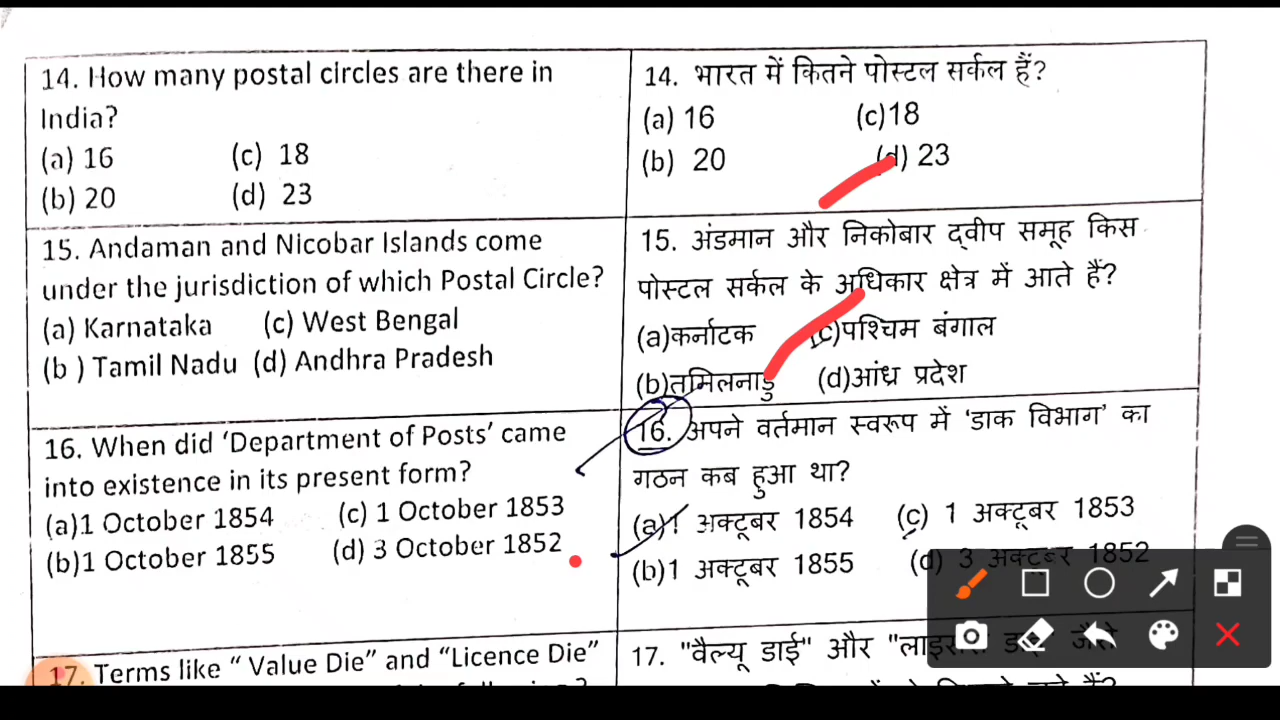 14. How many postal circles are there in
India?
(a) 16 (c) 18
(b) 20 (d) 23
14. भारत में कितने पोस्टल सर्कल हैं?
(a) 16 (c)18
(b) 20 (d) 23
15. Andaman and Nicobar Islands come
under the jurisdiction of which Postal Circle?
(a) Karnataka (c) West Bengal
(b ) Tamil Nadu (d) Andhra Pradesh
15. अंडमान और निकोबार द्वीप समूह किस
पोस्टल सर्कल के अधिकार क्षेत्र में आते हैं?
(a)कर्नाटक (c)पश्चिम बंगाल
(b)तमिलनाडु (d)आंध्र प्रदेश
16. When did ‘Department of Posts’ came
into existence in its present form?
(a)1 October 1854 (c) 1 October 1853
(b)1 October 1855 (d) 3 October 1852
16. अपने वर्तमान स्वरूप में ‘डाक विभाग’ का
गठन कब हुआ था?
(a)1 अक्टूबर 1854 (c) 1 अक्टूबर 1853
(b)1 अक्टूबर 1855 (d) 3 अक्टूबर 1852
17. Terms like “ Value Die” and “Licence Die”
17. "वैल्यू डाई" और "लाइसेंस डाई" जैसे